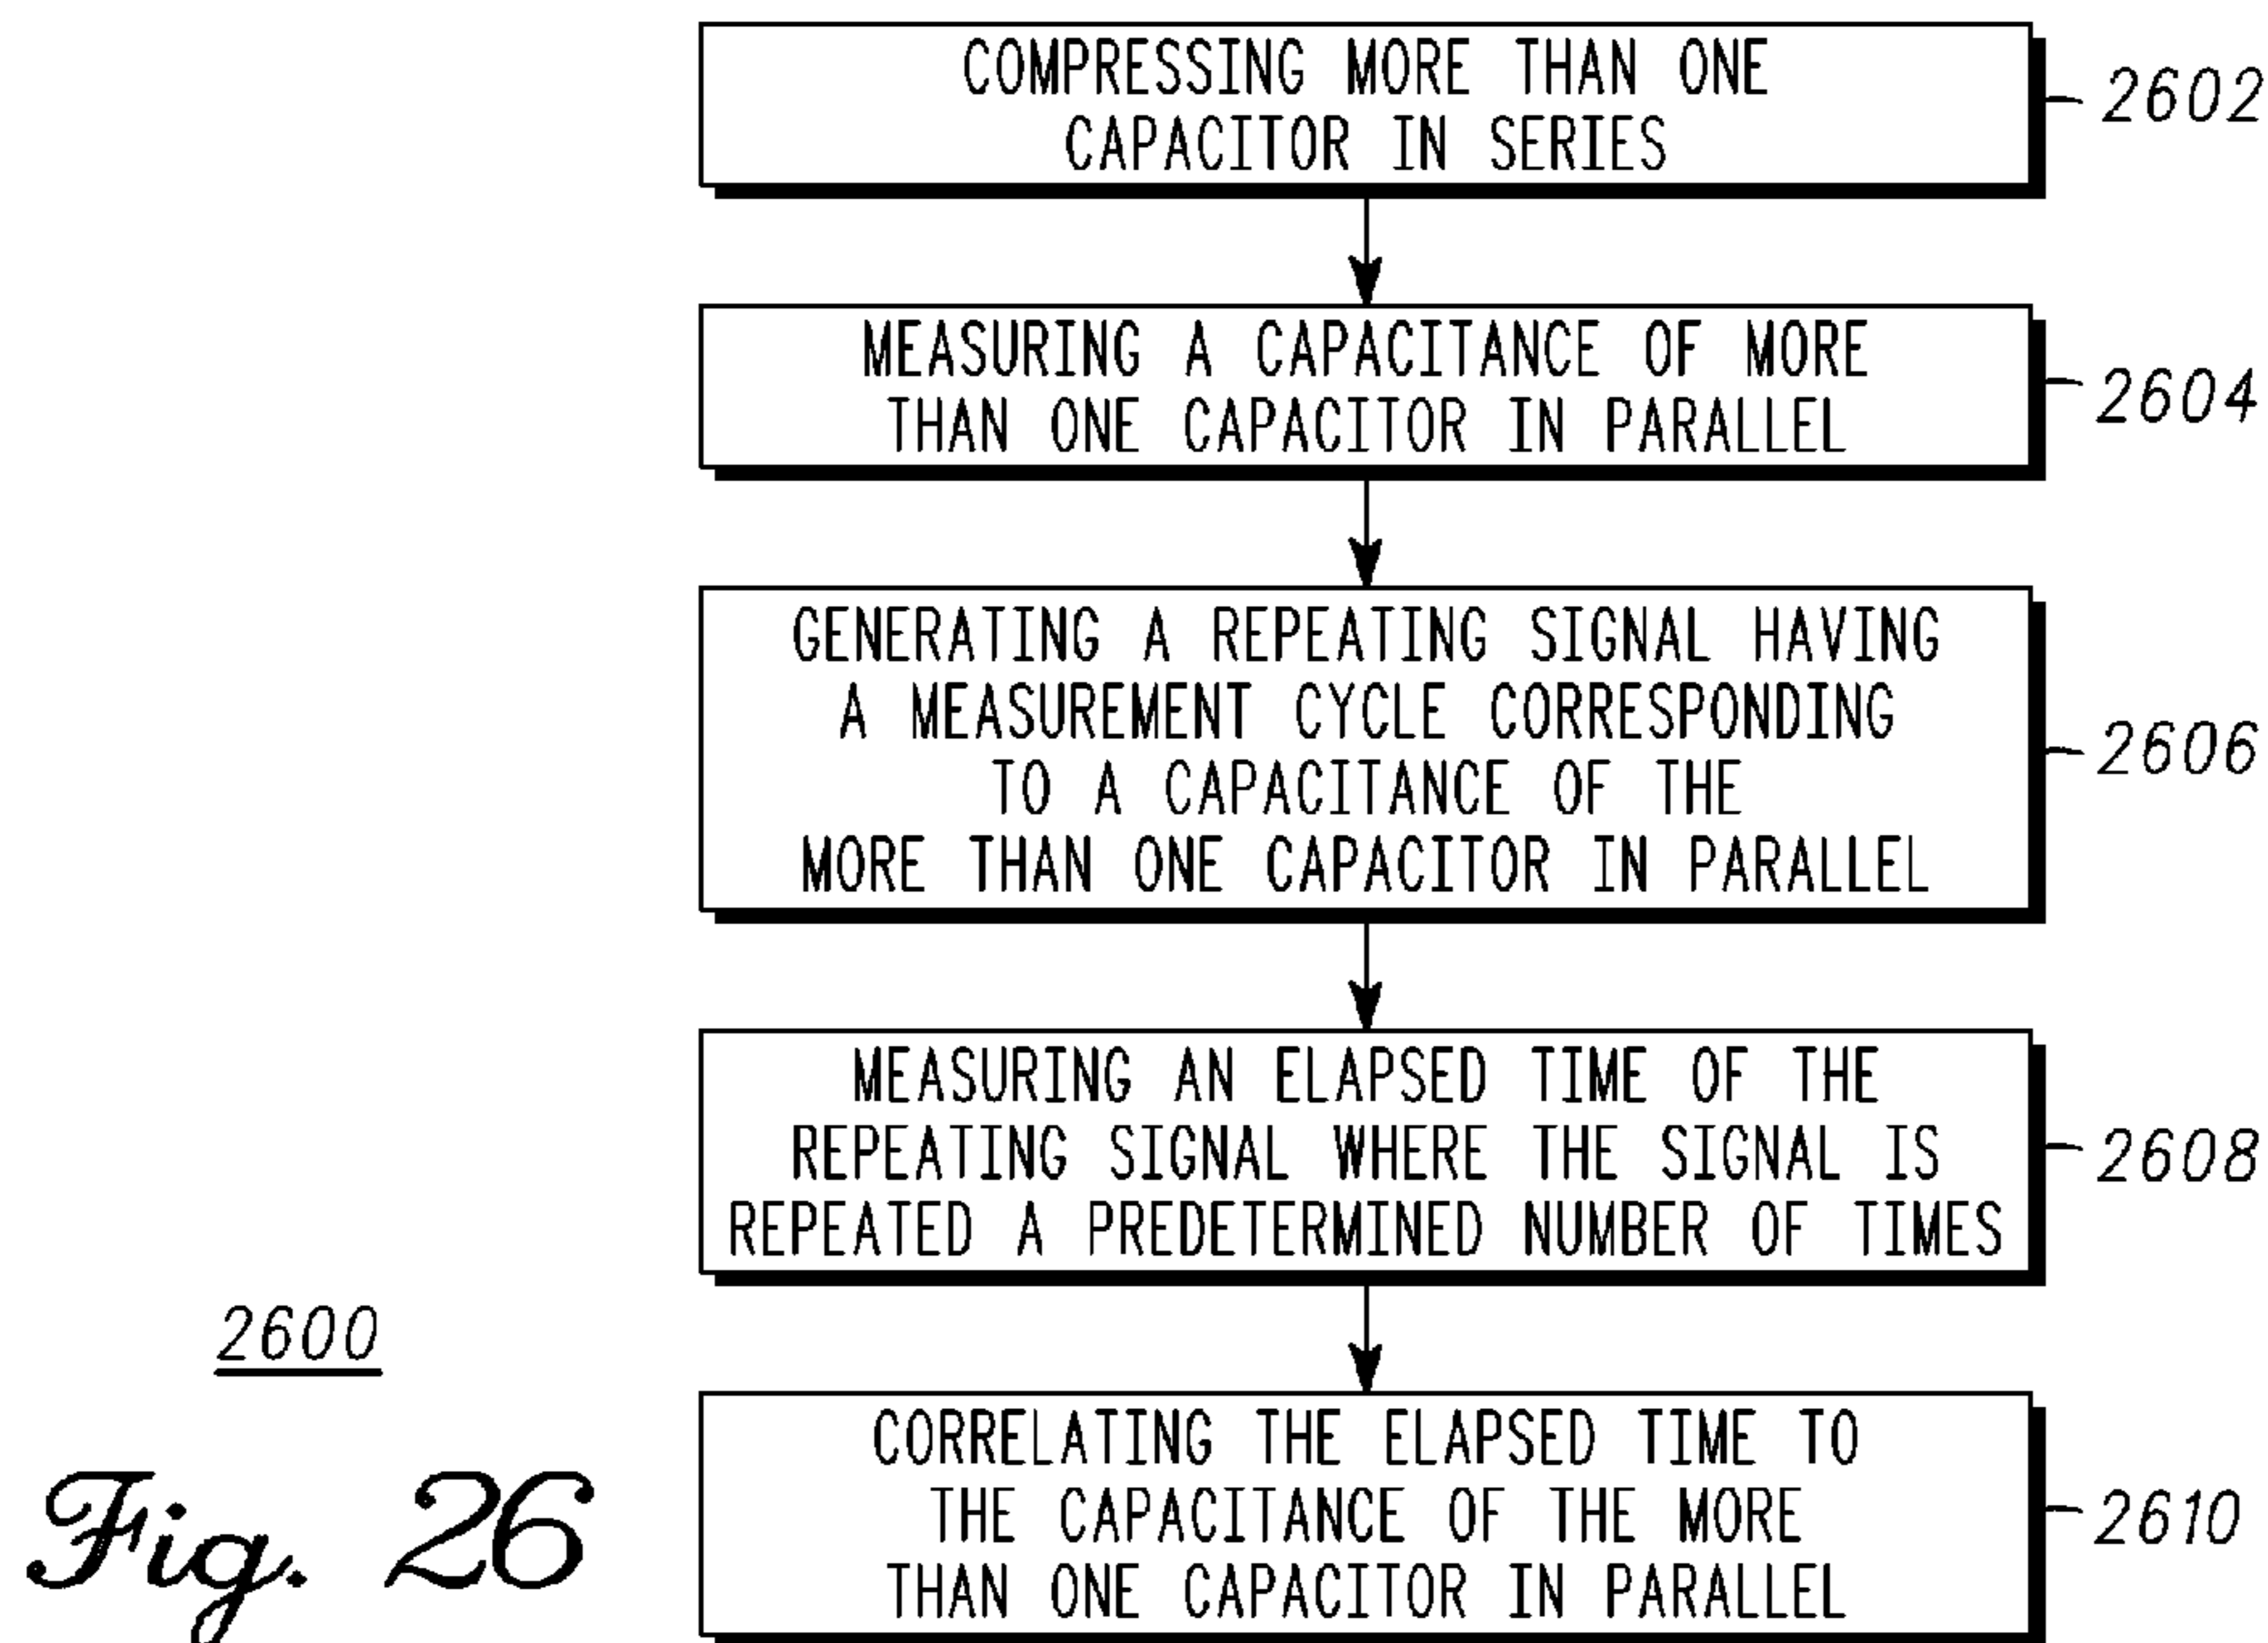 COMPRESSING MORE THAN ONE
CAPACITOR IN SERIES
2602
MEASURING A CAPACITANCE OF MORE
THAN ONE CAPACITOR IN PARALLEL
2604
GENERATING A REPEATING SIGNAL HAVING
A MEASUREMENT CYCLE CORRESPONDING
TO A CAPACITANCE OF THE
MORE THAN ONE CAPACITOR IN PARALLEL
2606
MEASURING AN ELAPSED TIME OF THE
REPEATING SIGNAL WHERE THE SIGNAL IS
REPEATED A PREDETERMINED NUMBER OF TIMES
2608
CORRELATING THE ELAPSED TIME TO
THE CAPACITANCE OF THE MORE
THAN ONE CAPACITOR IN PARALLEL
2610
2600
Fig. 26